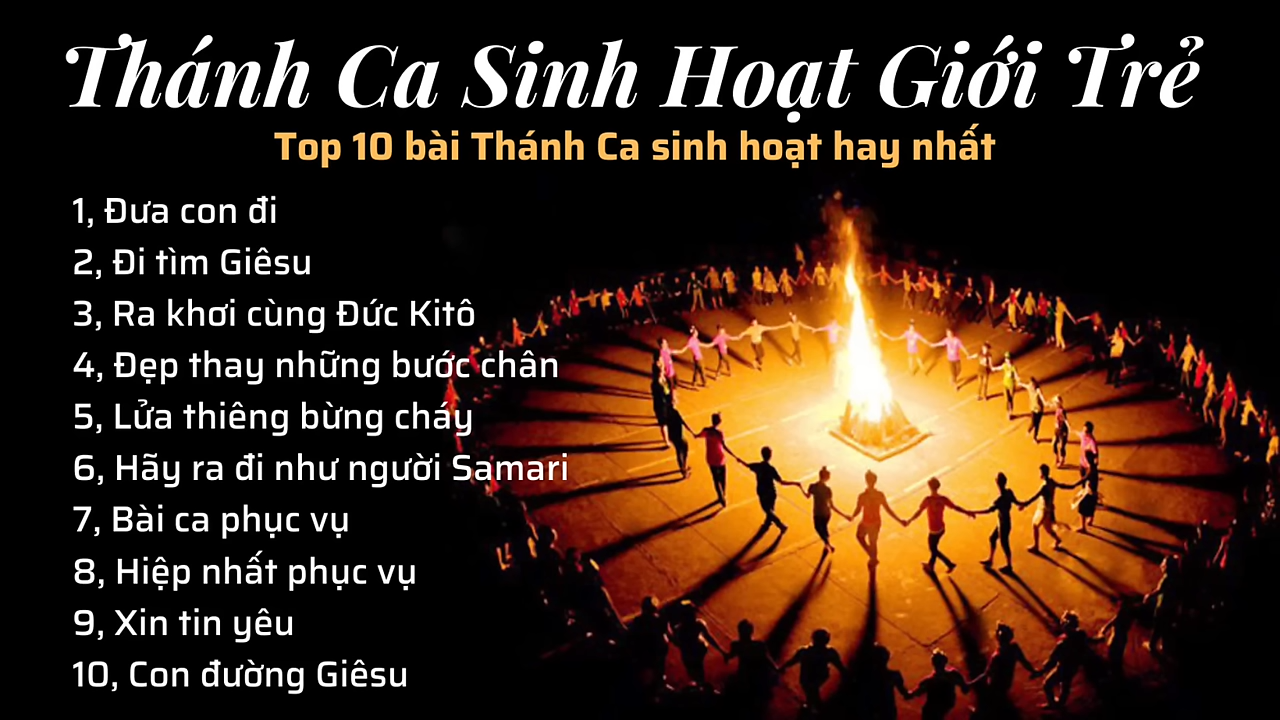 Thánh Ca Sinh Hoạt Giới Trẻ
Top 10 bài Thánh Ca sinh hoạt hay nhất
1, Đưa con đi
2, Đi tìm Giêsu
3, Ra khơi cùng Đức Kitô
4, Đẹp thay những bước chân
5, Lửa thiêng bừng cháy
6, Hãy ra đi như người Samari
7, Bài ca phục vụ
8, Hiệp nhất phục vụ
9, Xin tin yêu
10, Con đường Giêsu